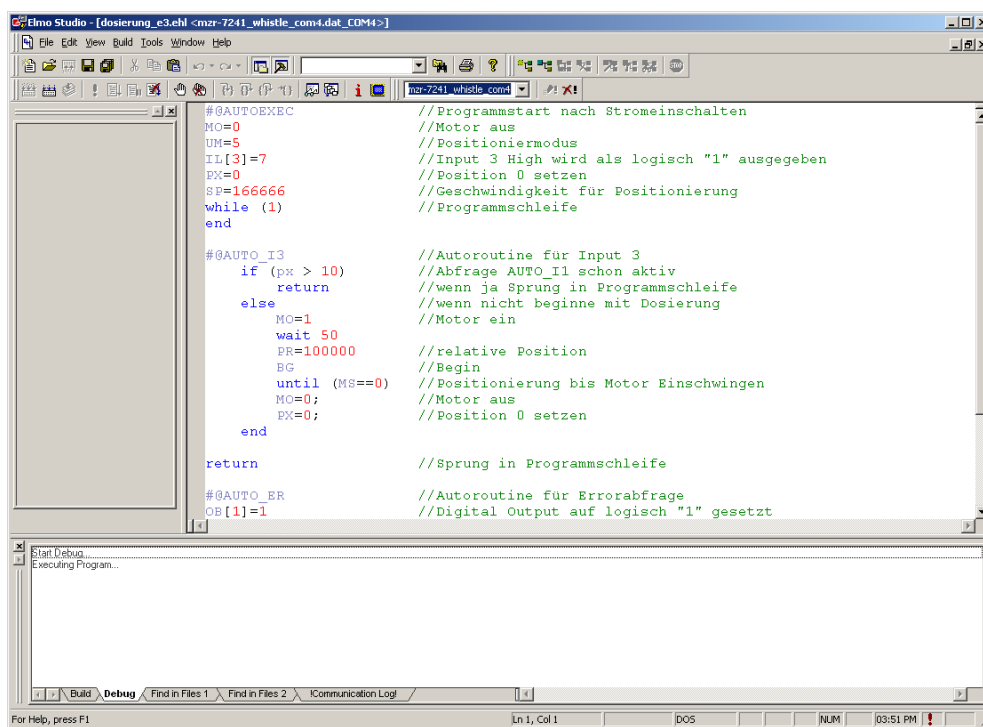 Elmo Studio - [dosierung_e3.ehl <mzr-7241_whistle_com4.dat_COM4>]
File Edit View Build Tools Window Help
mzr-7241_whistle_com4
#@AUTOEXEC //Programmstart nach Stromeinschalten
MO=0 //Motor aus
UM=5 //Positioniermodus
IL[3]=7 //Input 3 High wird als logisch "1" ausgegeben
PX=0 //Position 0 setzen
SP=166666 //Geschwindigkeit für Positionierung
while (1) //Programmschleife
end
#@AUTO_I3 //Autoroutine für Input 3
if (px > 10) //Abfrage AUTO_I1 schon aktiv
return //wenn ja Sprung in Programmschleife
else //wenn nicht beginne mit Dosierung
MO=1 //Motor ein
wait 50
PR=100000 //relative Position
BG //Begin
until (MS==0) //Positionierung bis Motor Einschwingen
MO=0; //Motor aus
PX=0; //Position 0 setzen
end
return //Sprung in Programmschleife
#@AUTO_ER //Autoroutine für Errorabfrage
OB[1]=1 //Digital Output auf logisch "1" gesetzt
Start Debug...
Executing Program...
Build Debug Find in Files 1 Find in Files 2 !Communication Log!
For Help, press F1 Ln 1, Col 1 DOS NUM 03:51 PM